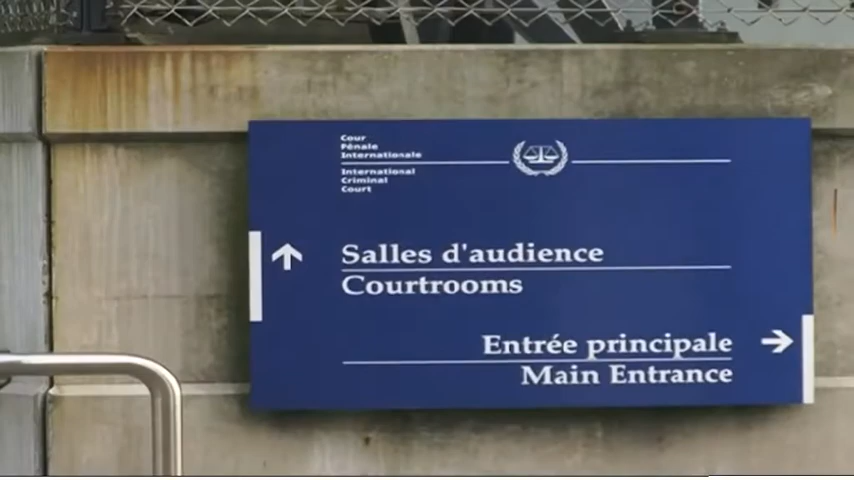 Cour
Pénale
Internationale
International
Criminal
Court
Salles d'audience
Courtrooms
Entrée principale
Main Entrance